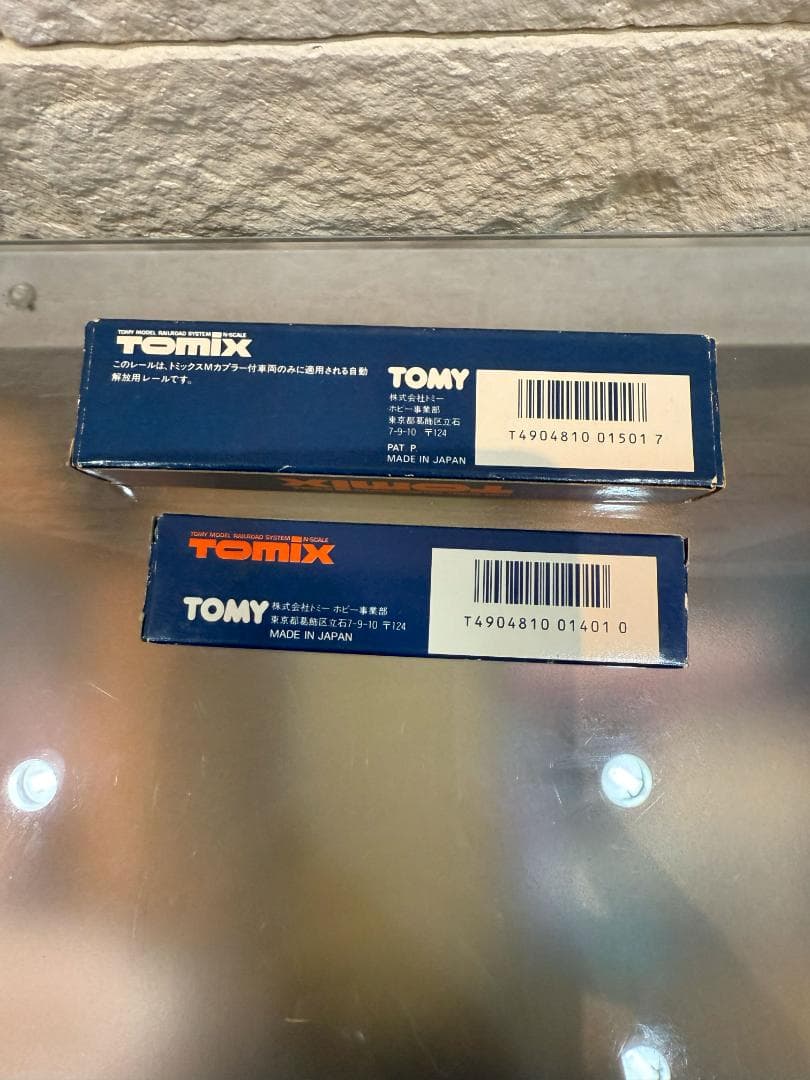 TOMY MODEL RAILROAD SYSTEM N-SCALE
TOMIX
このレールは、トミックスMカプラー付車両のみに適用される自動
解放用レールです。
TOMY
株式会社トミー
ホビー事業部
東京都葛飾区立石
7-9-10 〒124
PAT. P.
MADE IN JAPAN
T4904810 01501 7
TOMIX
TOMY MODEL RAILROAD SYSTEM N-SCALE
TOMIX
TOMY 株式会社トミー ホビー事業部
東京都葛飾区立石7-9-10 〒124
MADE IN JAPAN
T4904810 01401 0